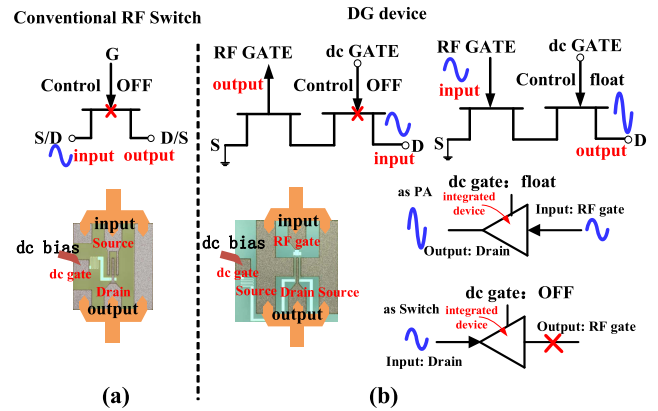 Conventional RF Switch
G
Control OFF
S/D
D/S
input
output
input
Source
dc bias
dc gate
Drain
output
(a)
DG device
RF GATE
dc GATE
output
Control OFF
S
D
input
RF GATE
dc GATE
input
Control float
S
D
output
input
RF gate
dc bias
dc gate
Source
Drain Source
output
dc gate: float
as PA
integrated
device
Input: RF gate
Output: Drain
dc gate: OFF
as Switch
integrated
device
Output: RF gate
Input: Drain
(b)